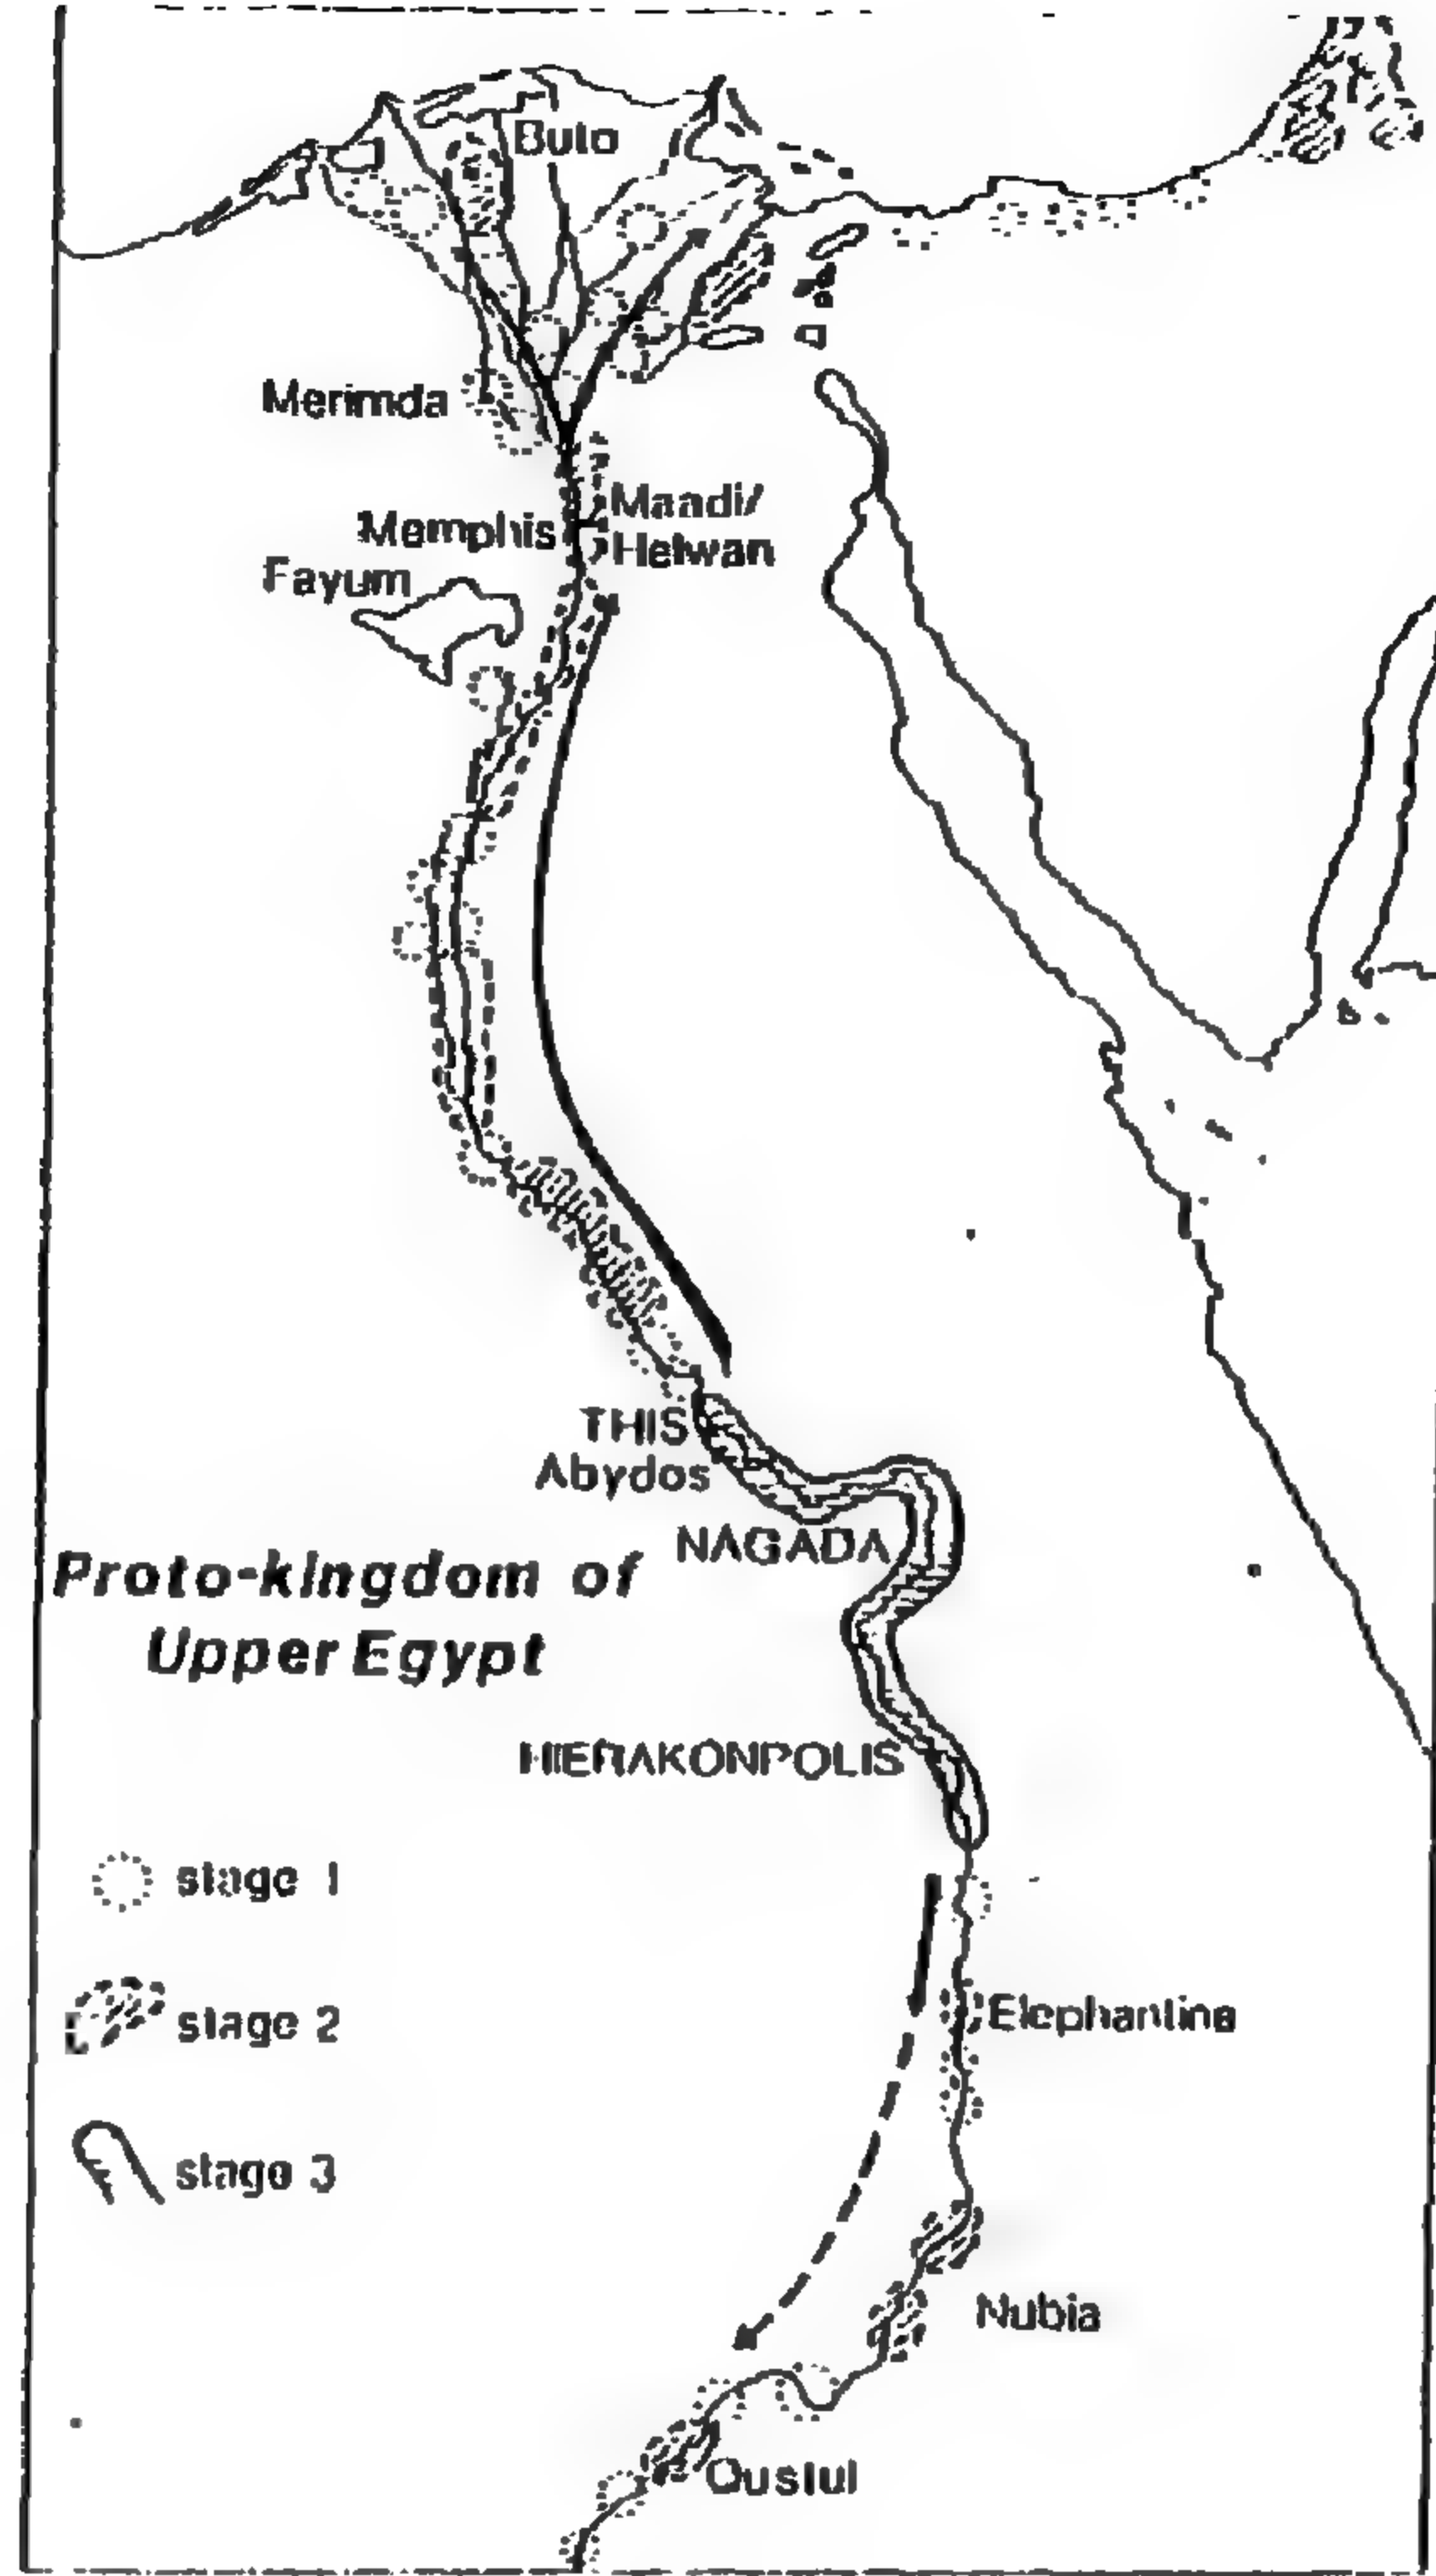 Buto
Merimda
Maadi/
Memphis
Helwan
Fayum
THIS
Abydos
NAGADA
Proto-kingdom of
Upper Egypt
HIERAKONPOLIS
stage 1
Elephantine
stage 2
stage 3
Nubia
Qustul